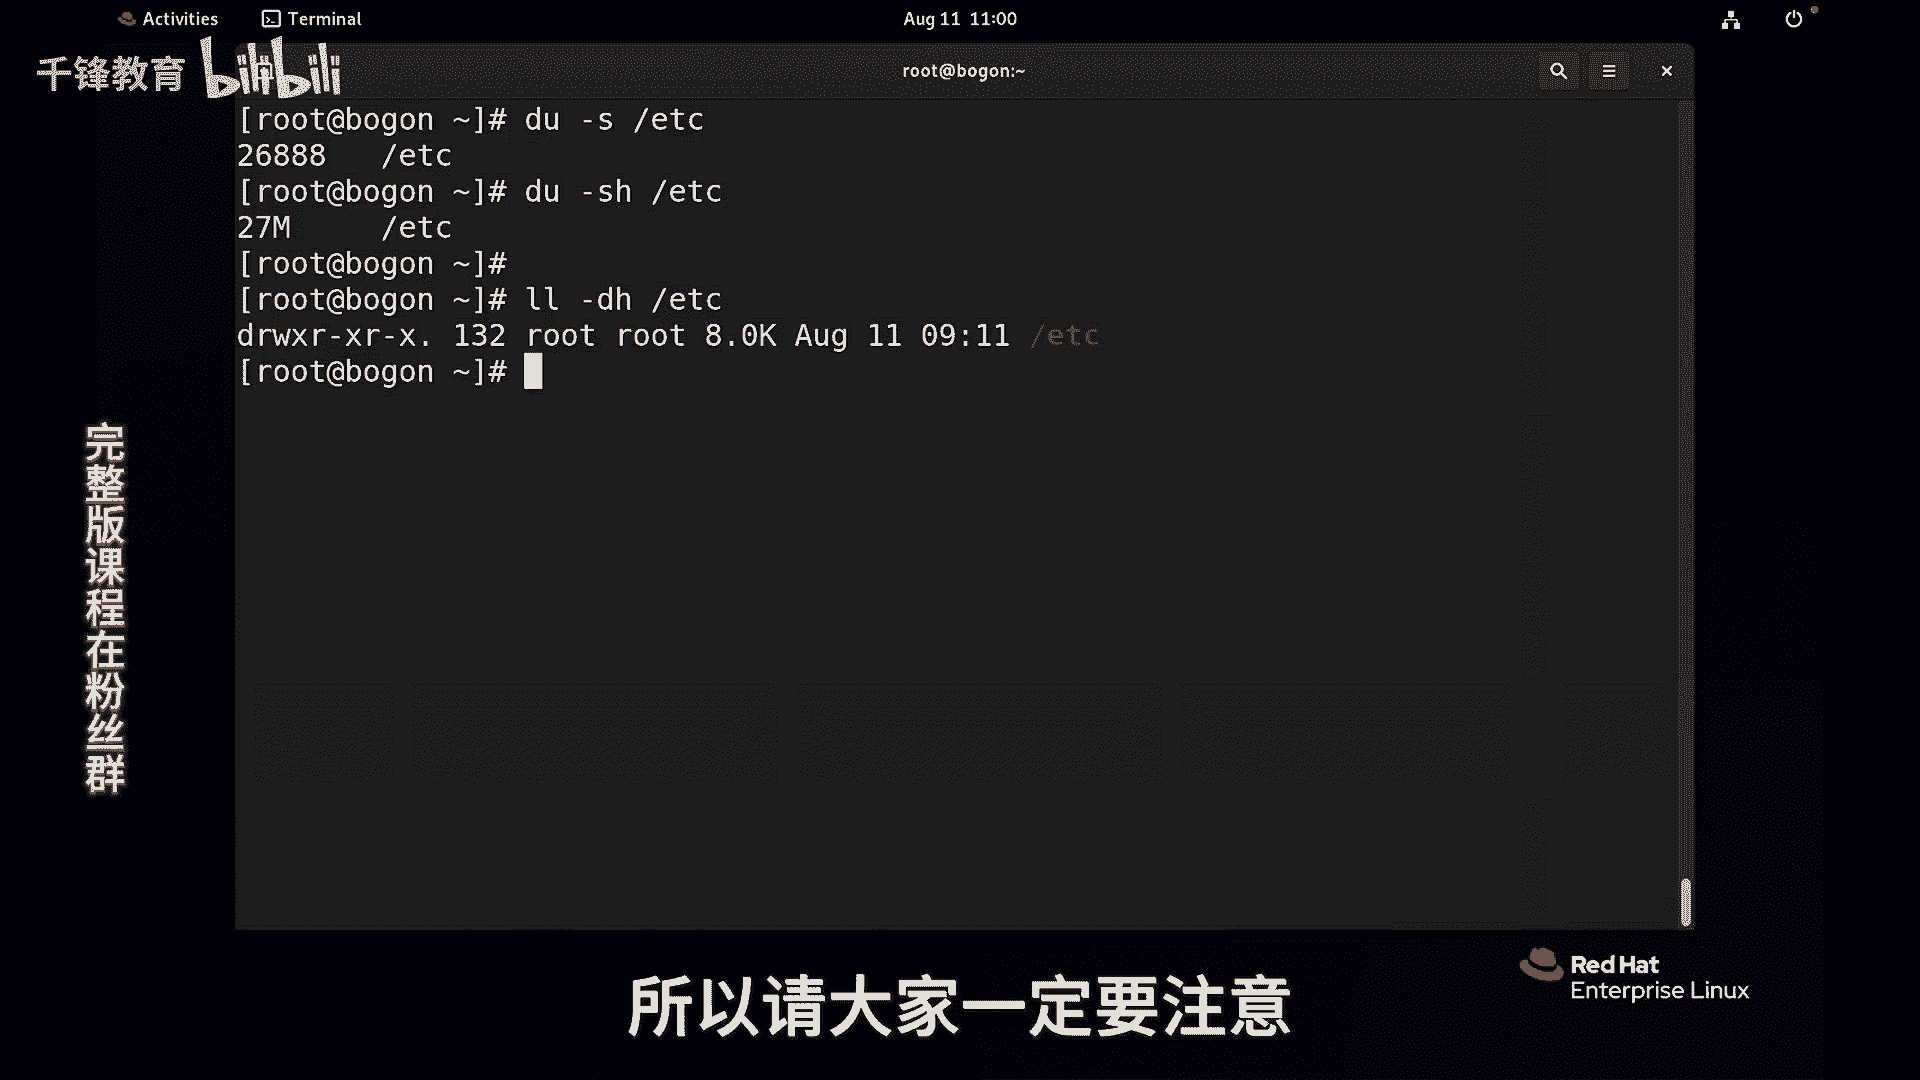 Activities
Terminal
Aug 11 11:00
千锋教育
bilibili
root@bogon:~
[root@bogon ~]# du -s /etc
26888 /etc
[root@bogon ~]# du -sh /etc
27M /etc
[root@bogon ~]#
[root@bogon ~]# ll -dh /etc
drwxr-xr-x. 132 root root 8.0K Aug 11 09:11 /etc
[root@bogon ~]#
完整版课程在粉丝群
Red Hat
Enterprise Linux
所以请大家一定要注意